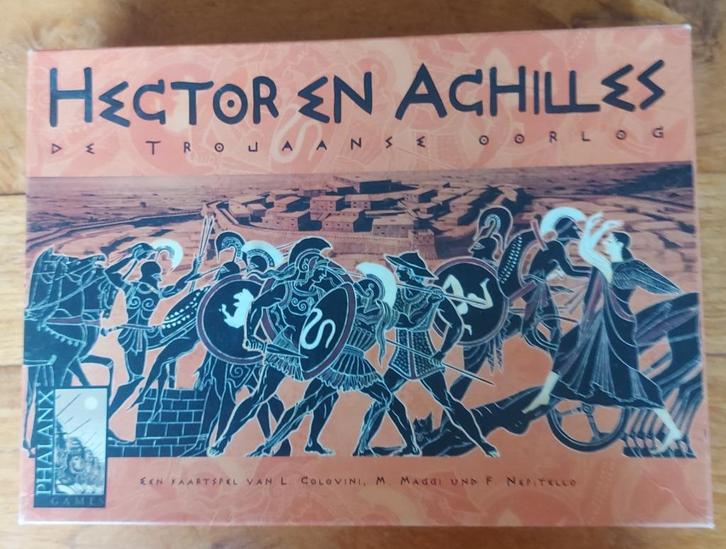 HECTOR EN ACHILLES
DE TROJAANSE OORLOG
PHALANX
GAMES
EEN KAARTSPEL VAN L. COLOVINI, M. MAGGI UND F. NEPITELLO